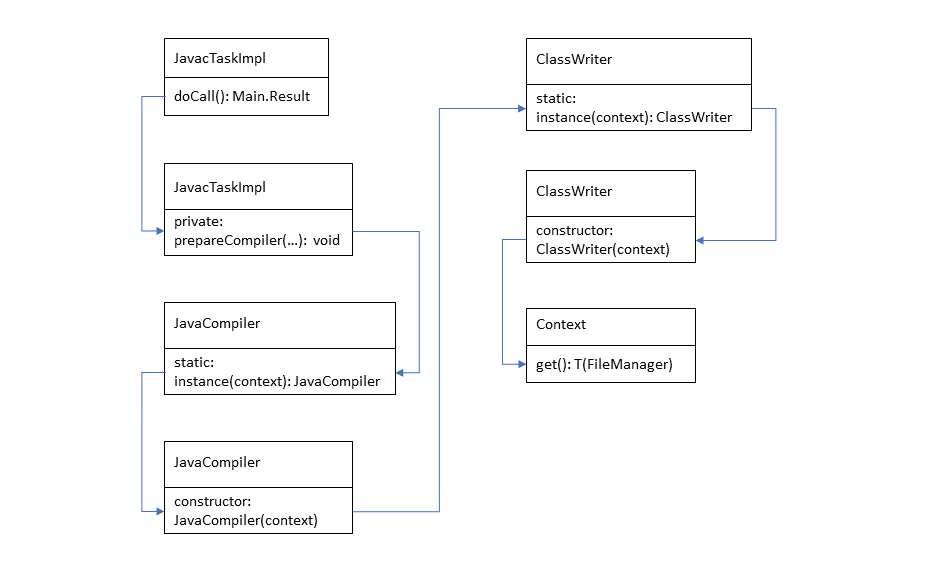 JavacTaskImpl
doCall(): Main.Result
JavacTaskImpl
private:
prepareCompiler(...): void
JavaCompiler
static:
instance(context): JavaCompiler
JavaCompiler
constructor:
JavaCompiler(context)
ClassWriter
static:
instance(context): ClassWriter
ClassWriter
constructor:
ClassWriter(context)
Context
get(): T(FileManager)